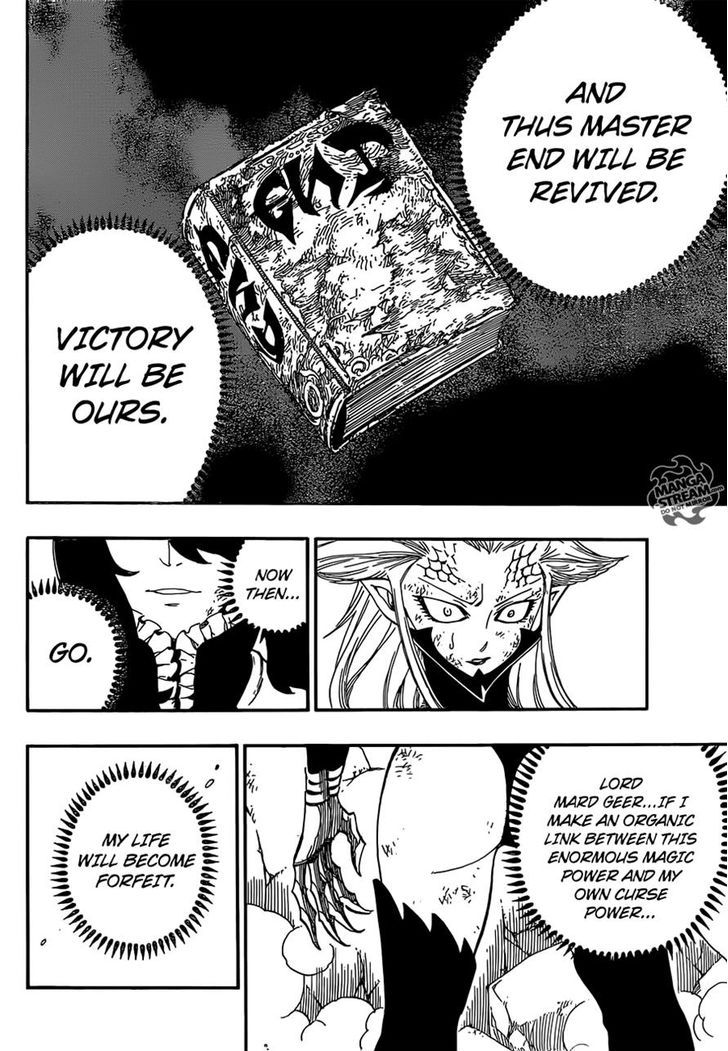 AND
THUS MASTER
END WILL BE
REVIVED.
VICTORY
WILL BE
OURS.
MANGA
STREAM
DO NOT MIRROR
NOW
THEN...
GO.
LORD
MARD GEER...IF I
MAKE AN ORGANIC
LINK BETWEEN THIS
ENORMOUS MAGIC
POWER AND MY
OWN CURSE
POWER...
MY LIFE
WILL BECOME
FORFEIT.